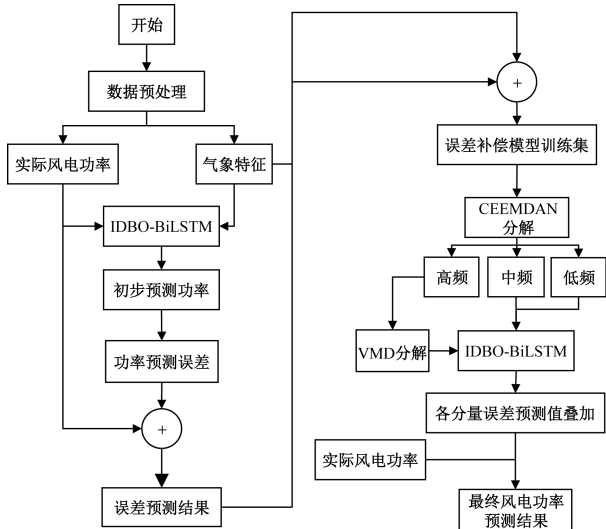 开始
数据预处理
实际风电功率
气象特征
IDBO-BiLSTM
初步预测功率
功率预测误差
+
误差预测结果
+
误差补偿模型训练集
CEEMDAN
分解
高频
中频
低频
VMD分解
IDBO-BiLSTM
各分量误差预测值叠加
实际风电功率
最终风电功率
预测结果